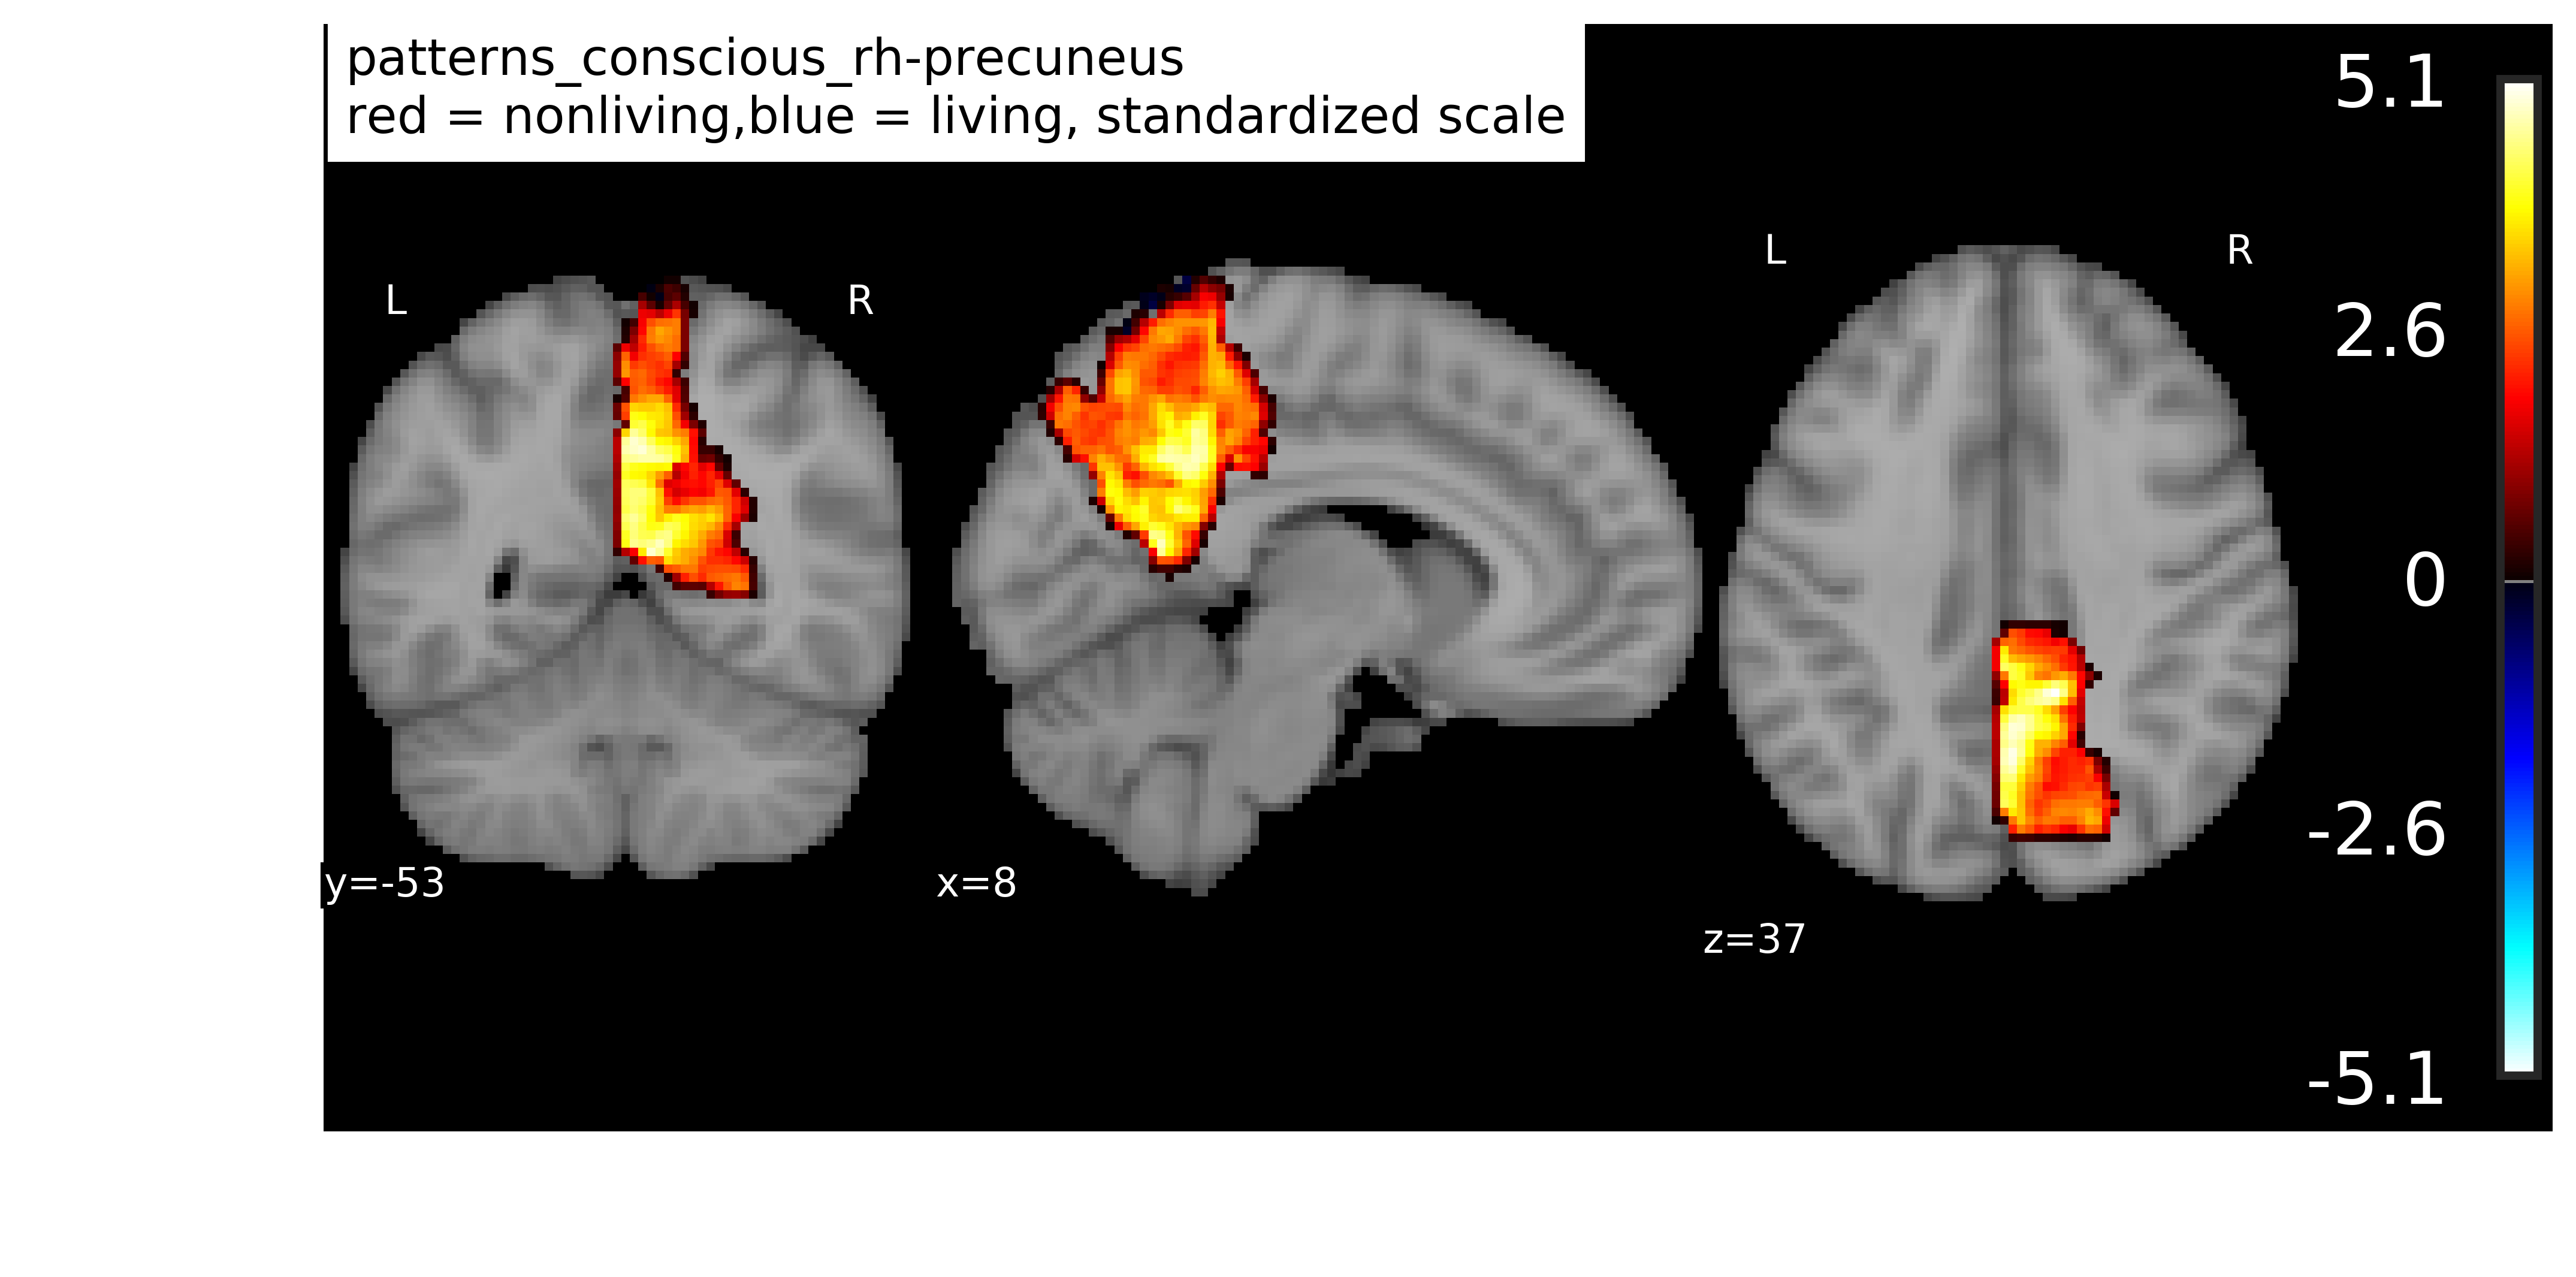 patterns_conscious_rh-precuneus
red = nonliving,blue = living, standardized scale
L R
y=-53
x=8
L R
z=37
5.1
2.6
0
-2.6
-5.1